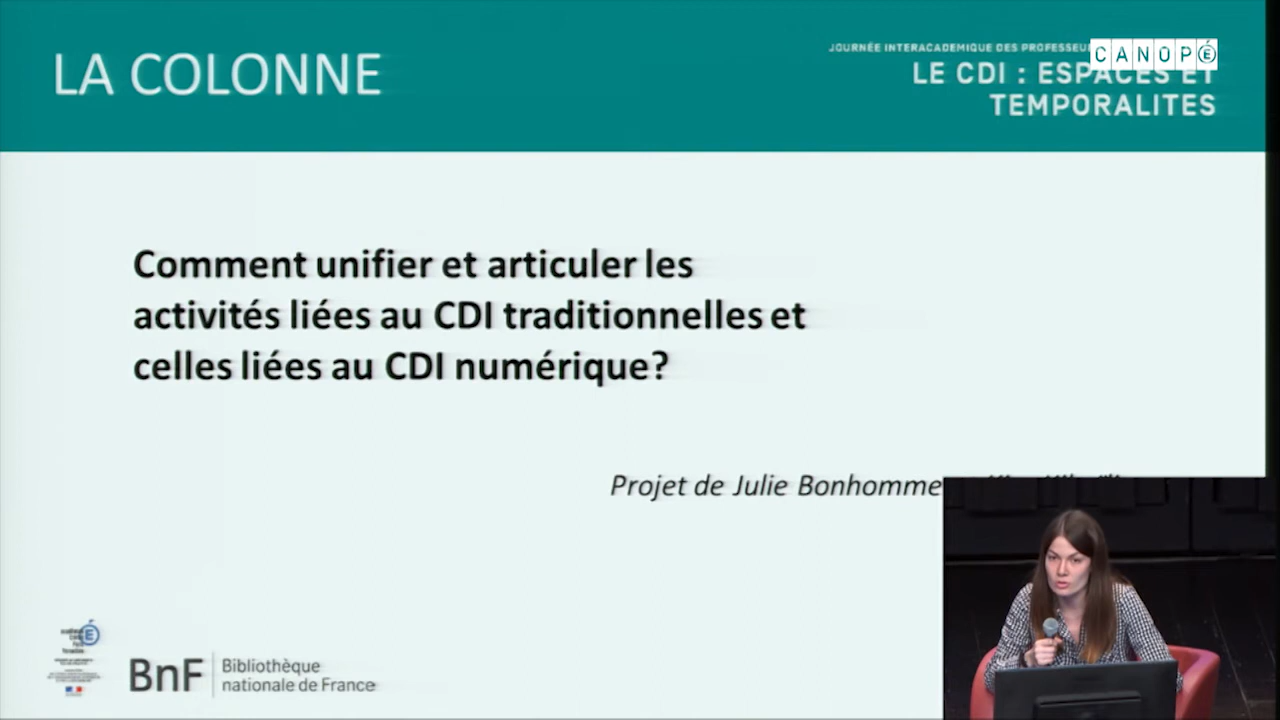 LA COLONNE
JOURNÉE INTERACADEMIQUE DES PROFESSEU
CANOPÉ
LE CDI : ESPACES ET
TEMPORALITES
Comment unifier et articuler les
activités liées au CDI traditionnelles et
celles liées au CDI numérique?
Projet de Julie Bonhomme
BnF
Bibliothèque
nationale de France